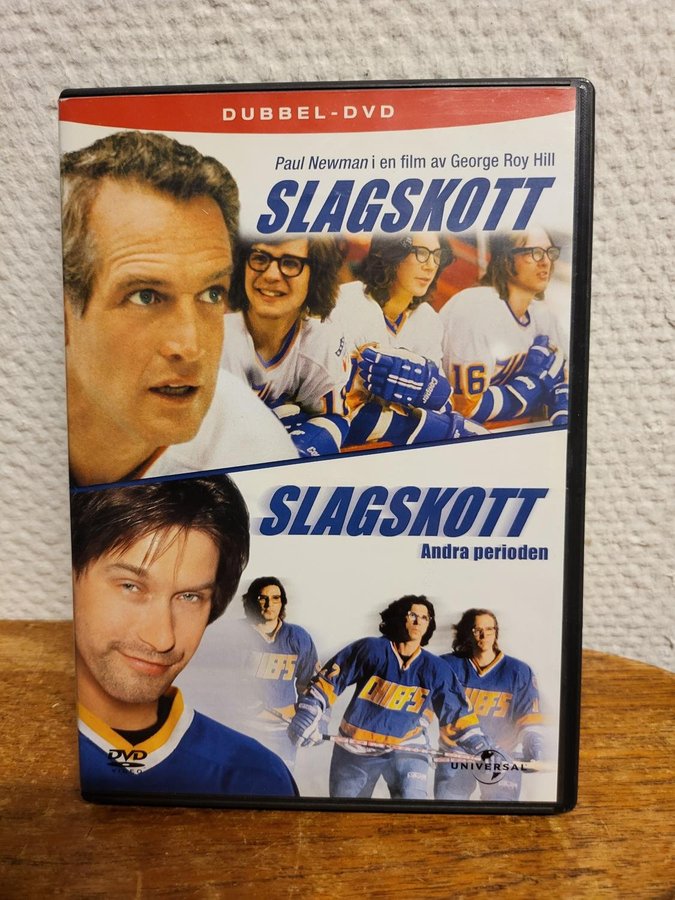 DUBBEL-DVD
Paul Newman i en film av George Roy Hill
SLAGSKOTT
16
SLAGSKOTT
Andra perioden
CHIEFS
CHIEFS
DVD
VIDEO
UNIVERSAL